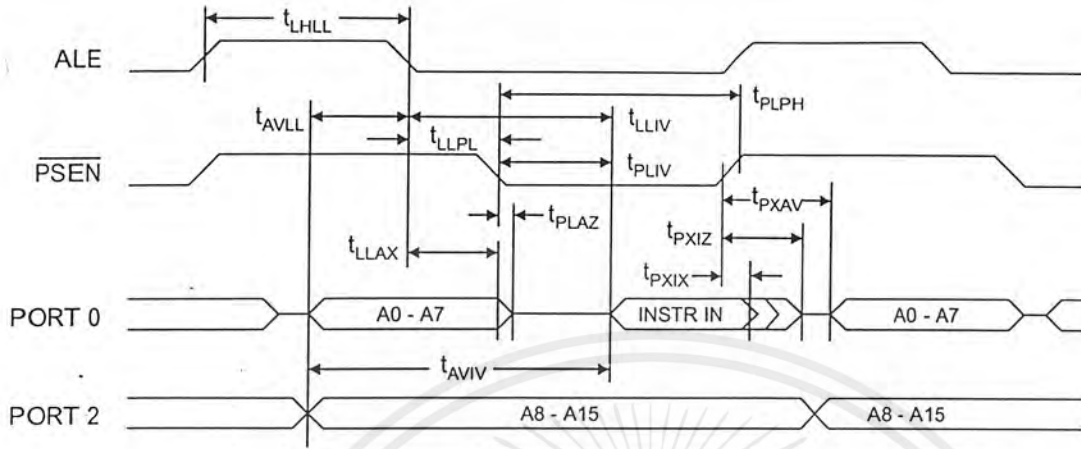 tLHLL
ALE
tPLPH
tAVLL
tLLIV
tLLPL
PSEN
tPLIV
tPXAV
tPLAZ
tPXIZ
tLLAX
tPXIX
PORT 0
A0 - A7
INSTR IN
A0 - A7
tAVIV
PORT 2
A8 - A15
A8 - A15